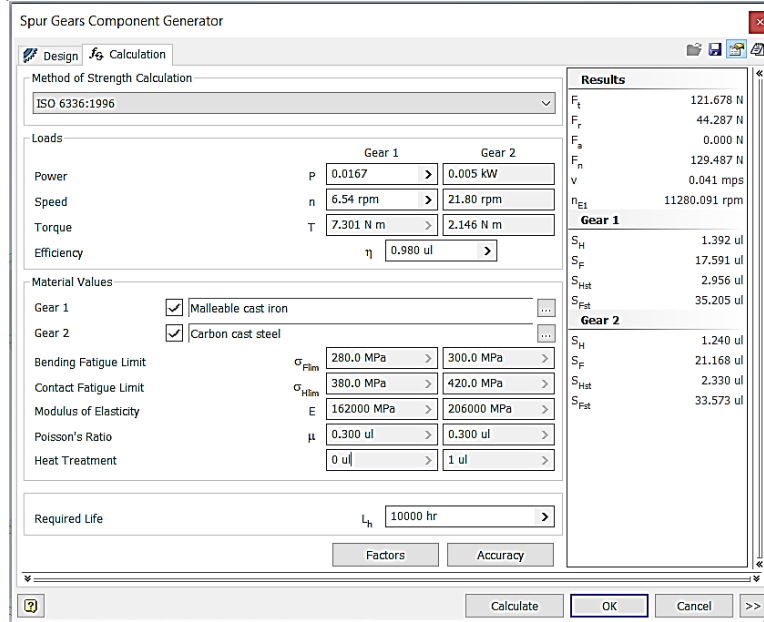 Spur Gears Component Generator
Design
fG Calculation
Method of Strength Calculation
ISO 6336:1996
Loads
Gear 1 Gear 2
Power P 0.0167 > 0.005 kW
Speed n 6.54 rpm > 21.80 rpm
Torque T 7.301 N m > 2.146 N m
Efficiency η 0.980 ul >
Material Values
Gear 1 Malleable cast iron ...
Gear 2 Carbon cast steel ...
Bending Fatigue Limit σFlim 280.0 MPa > 300.0 MPa >
Contact Fatigue Limit σHlim 380.0 MPa > 420.0 MPa >
Modulus of Elasticity E 162000 MPa > 206000 MPa >
Poisson's Ratio μ 0.300 ul > 0.300 ul >
Heat Treatment 0 ul > 1 ul >
Required Life Lh 10000 hr >
Factors Accuracy
Results
Ft 121.678 N
Fr 44.287 N
Fa 0.000 N
Fn 129.487 N
v 0.041 mps
nE1 11280.091 rpm
Gear 1
SH 1.392 ul
SF 17.591 ul
SHst 2.956 ul
SFst 35.205 ul
Gear 2
SH 1.240 ul
SF 21.168 ul
SHst 2.330 ul
SFst 33.573 ul
? Calculate OK Cancel >>